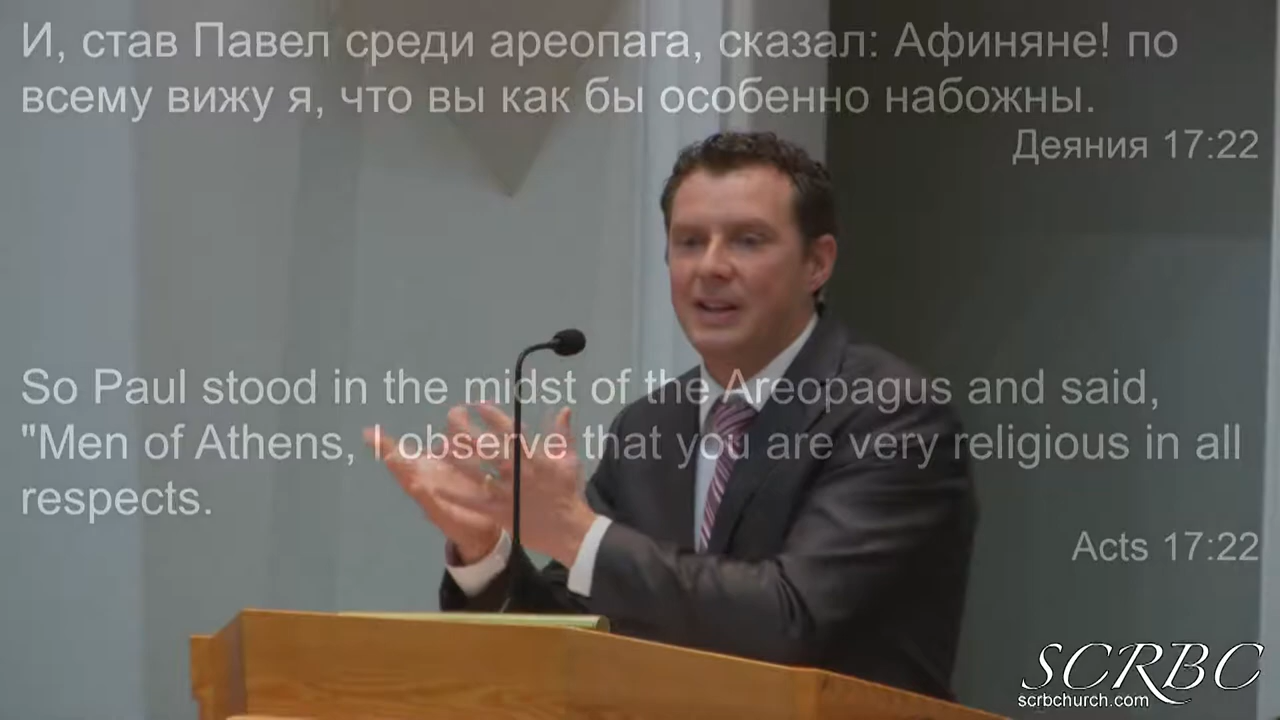 И, став Павел среди ареопага, сказал: Афиняне! по
всему вижу я, что вы как бы особенно набожны.
Деяния 17:22
So Paul stood in the midst of the Areopagus and said,
"Men of Athens, I observe that you are very religious in all
respects.
Acts 17:22
SCRBC
scrbchurch.com